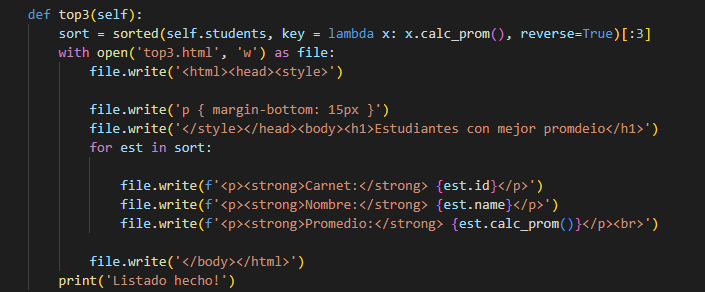 def top3(self):
    sort = sorted(self.students, key = lambda x: x.calc_prom(), reverse=True)[:3]
    with open('top3.html', 'w') as file:
        file.write('<html><head><style>')
        file.write('p { margin-bottom: 15px }')
        file.write('</style></head><body><h1>Estudiantes con mejor promdeio</h1>')
        for est in sort:
            file.write(f'<p><strong>Carnet:</strong> {est.id}</p>')
            file.write(f'<p><strong>Nombre:</strong> {est.name}</p>')
            file.write(f'<p><strong>Promedio:</strong> {est.calc_prom()}</p><br>')
        file.write('</body></html>')
    print('Listado hecho!')